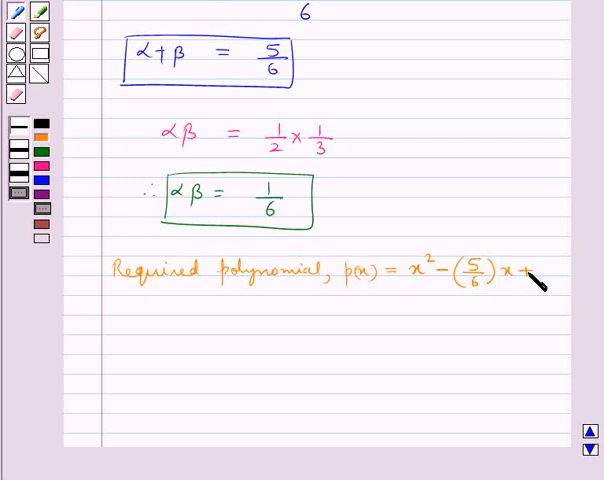 6
α+β = 5/6
αβ = 1/2 × 1/3
∴ αβ = 1/6
Required polynomial, p(x) = x² − (5/6)x +